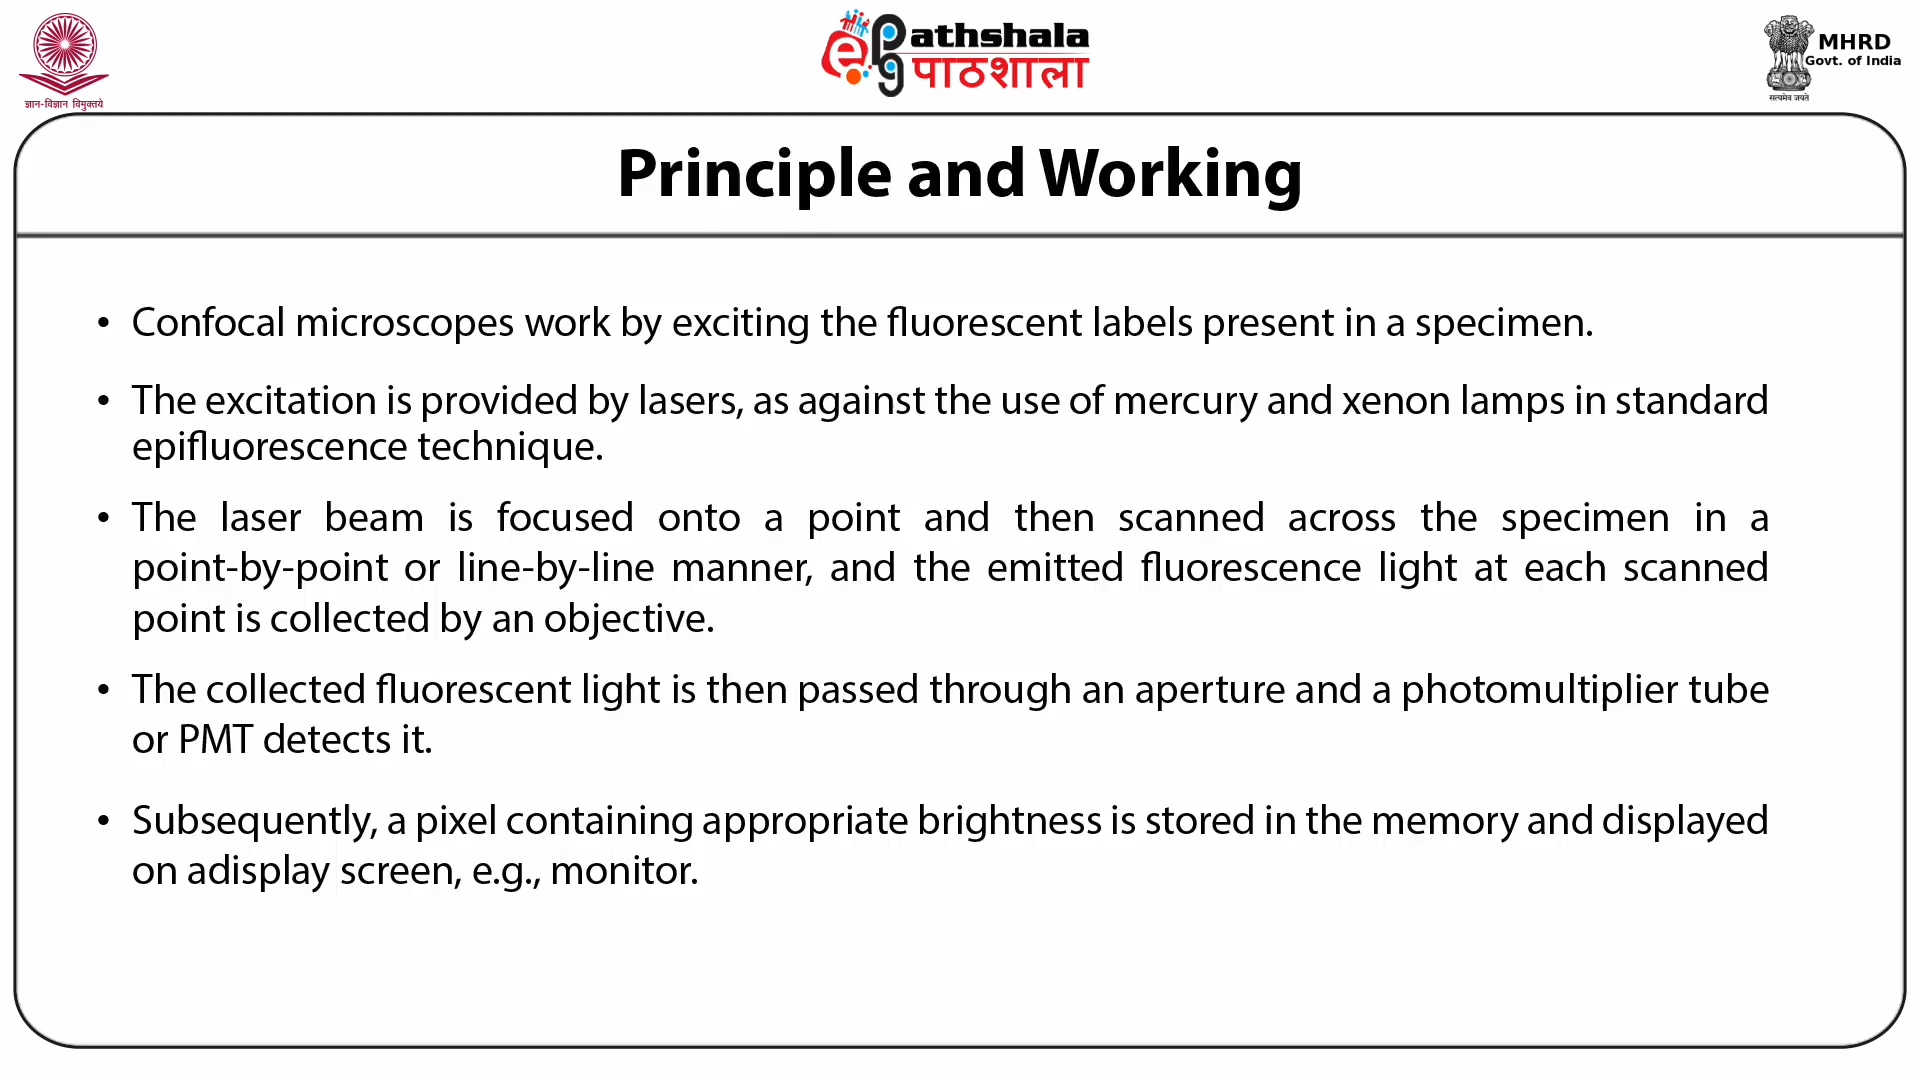 ज्ञान-विज्ञान विमुक्तये
ePathshala
पाठशाला
MHRD
Govt. of India
सत्यमेव जयते
Principle and Working
• Confocal microscopes work by exciting the fluorescent labels present in a specimen.
• The excitation is provided by lasers, as against the use of mercury and xenon lamps in standard
epifluorescence technique.
• The laser beam is focused onto a point and then scanned across the specimen in a
point-by-point or line-by-line manner, and the emitted fluorescence light at each scanned
point is collected by an objective.
• The collected fluorescent light is then passed through an aperture and a photomultiplier tube
or PMT detects it.
• Subsequently, a pixel containing appropriate brightness is stored in the memory and displayed
on adisplay screen, e.g., monitor.